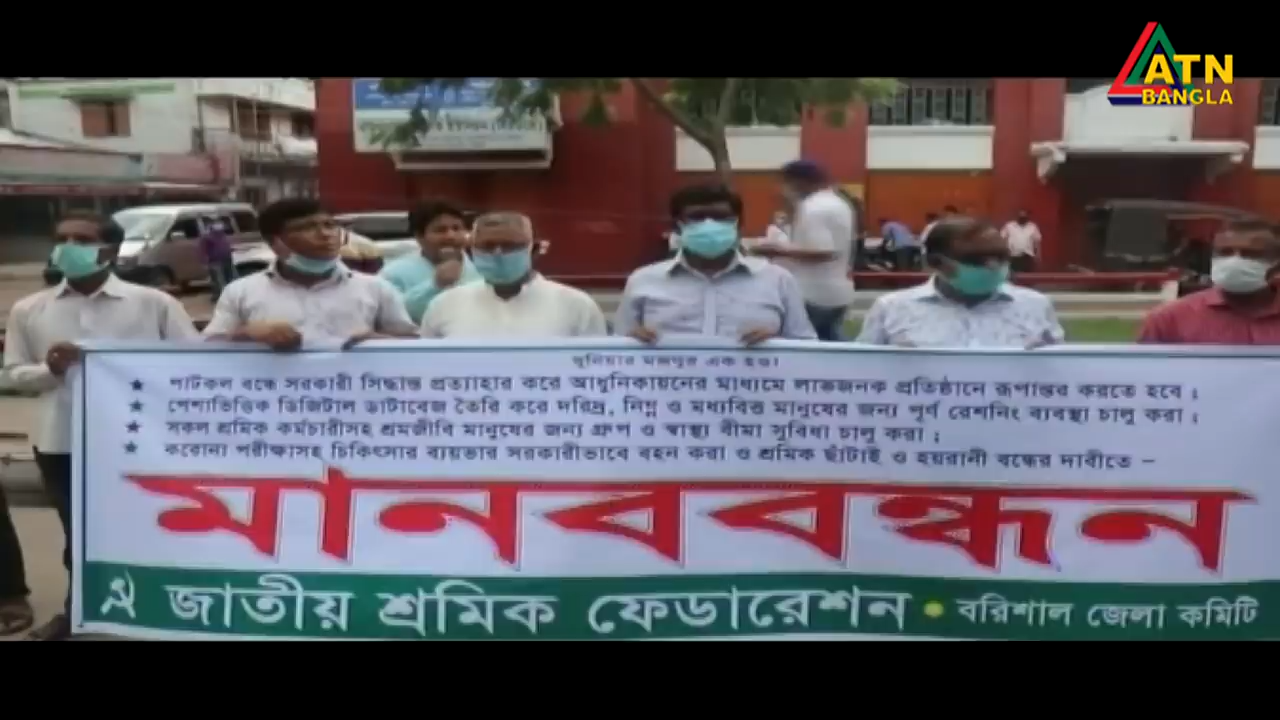 ATN
BANGLA
দুনিয়ার মজদুর এক হও।
★ পাটকল বন্ধে সরকারী সিদ্ধান্ত প্রত্যাহার করে আধুনিকায়নের মাধ্যমে লাভজনক প্রতিষ্ঠানে রূপান্তর করতে হবে ;
★ পেশাভিত্তিক ডিজিটাল ডাটাবেজ তৈরি করে দরিদ্র, নিম্ন ও মধ্যবিত্ত মানুষের জন্য পূর্ণ রেশনিং ব্যবস্থা চালু করা ;
★ সকল শ্রমিক কর্মচারীসহ শ্রমজীবি মানুষের জন্য গ্রুপ ও স্বাস্থ্য বীমা সুবিধা চালু করা ;
★ করোনা পরীক্ষাসহ চিকিৎসার ব্যয়ভার সরকারীভাবে বহন করা ও শ্রমিক ছাঁটাই ও হয়রানী বন্ধের দাবীতে –
মানববন্ধন
জাতীয় শ্রমিক ফেডারেশন • বরিশাল জেলা কমিটি